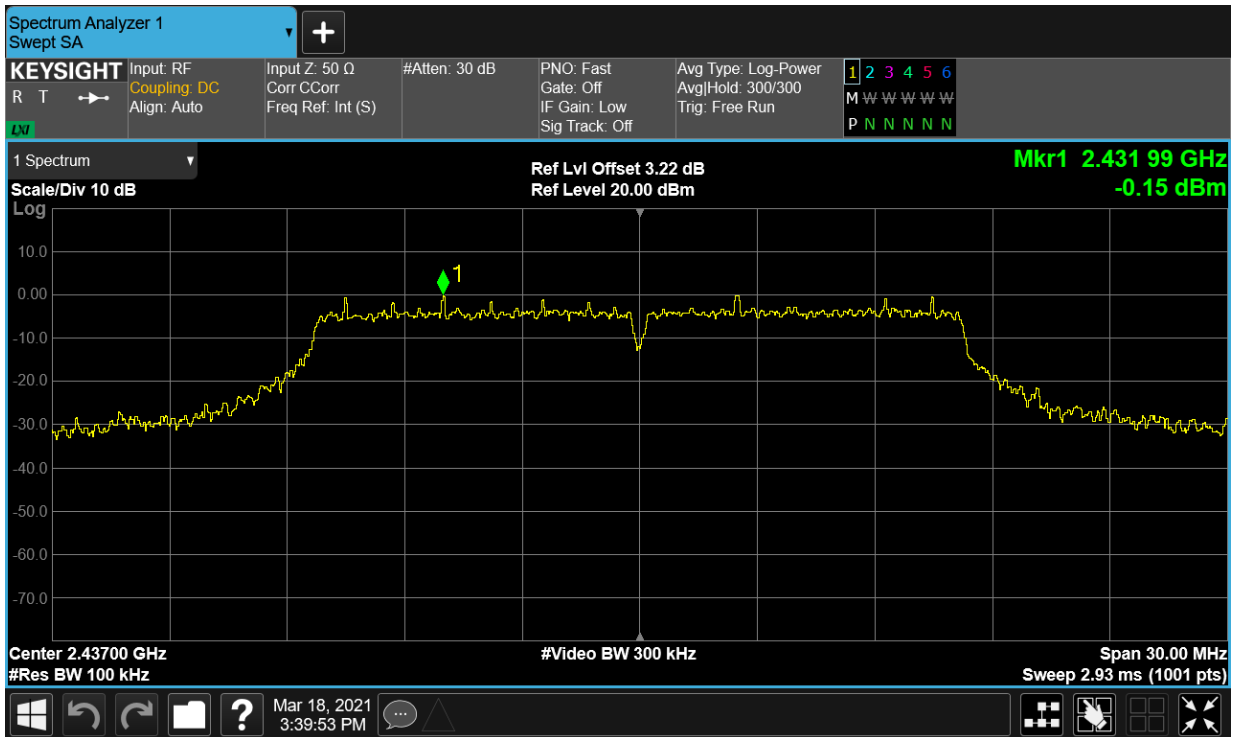 Spectrum Analyzer 1
Swept SA
+
KEYSIGHT
R T
LXI
Input: RF
Coupling: DC
Align: Auto
Input Z: 50 Ω
Corr CCorr
Freq Ref: Int (S)
#Atten: 30 dB
PNO: Fast
Gate: Off
IF Gain: Low
Sig Track: Off
Avg Type: Log-Power
Avg|Hold: 300/300
Trig: Free Run
1 2 3 4 5 6
M W W W W W
P N N N N N
1 Spectrum
Scale/Div 10 dB
Log
Ref Lvl Offset 3.22 dB
Ref Level 20.00 dBm
Mkr1 2.431 99 GHz
-0.15 dBm
1
10.0
0.00
-10.0
-20.0
-30.0
-40.0
-50.0
-60.0
-70.0
Center 2.43700 GHz
#Res BW 100 kHz
#Video BW 300 kHz
Span 30.00 MHz
Sweep 2.93 ms (1001 pts)
?
Mar 18, 2021
3:39:53 PM